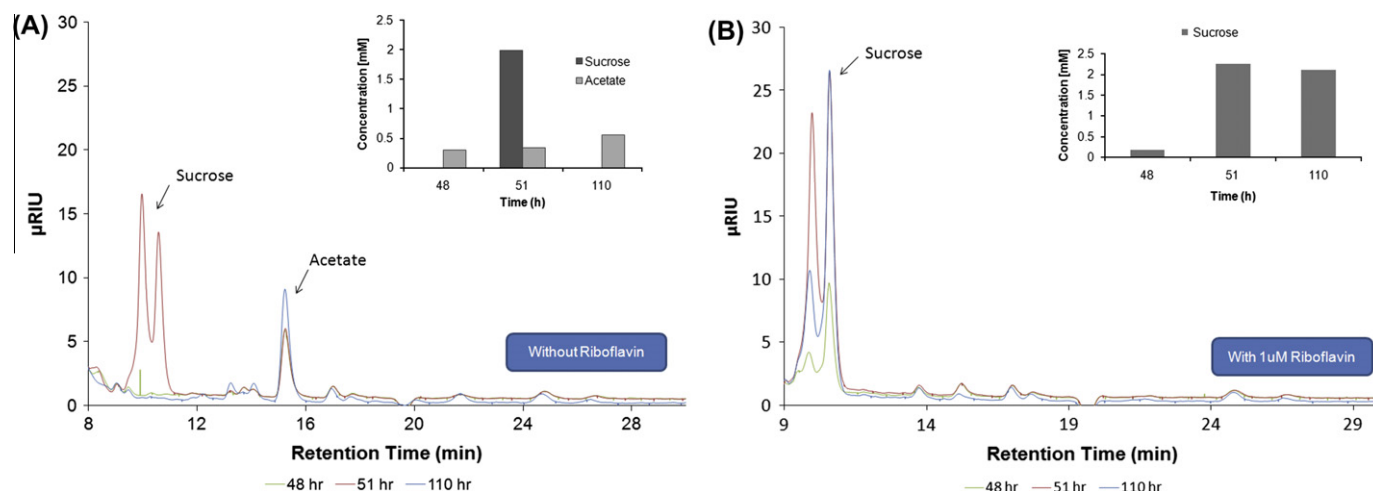 (A)
30
25
20
15
10
5
0
µRIU
8
12
16
20
24
28
Retention Time (min)
48 hr 51 hr 110 hr
Sucrose
Acetate
Without Riboflavin
Concentration [mM]
2.5
2
1.5
1
0.5
0
48
51
110
Time (h)
Sucrose
Acetate
(B)
30
25
20
15
10
5
0
µRIU
9
14
19
24
29
Retention Time (min)
48 hr 51 hr 110 hr
Sucrose
With 1uM Riboflavin
Sucrose
Concentration [mM]
2.5
2
1.5
1
0.5
0
48
51
110
Time (h)